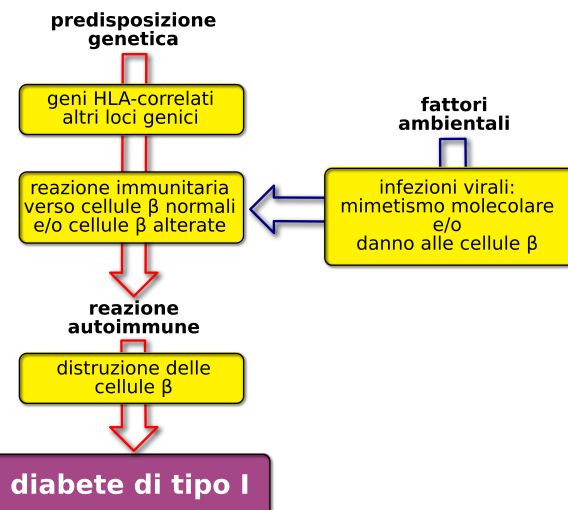 predisposizione
genetica
geni HLA-correlati
altri loci genici
fattori
ambientali
reazione immunitaria
verso cellule β normali
e/o cellule β alterate
infezioni virali:
mimetismo molecolare
e/o
danno alle cellule β
reazione
autoimmune
distruzione delle
cellule β
diabete di tipo I